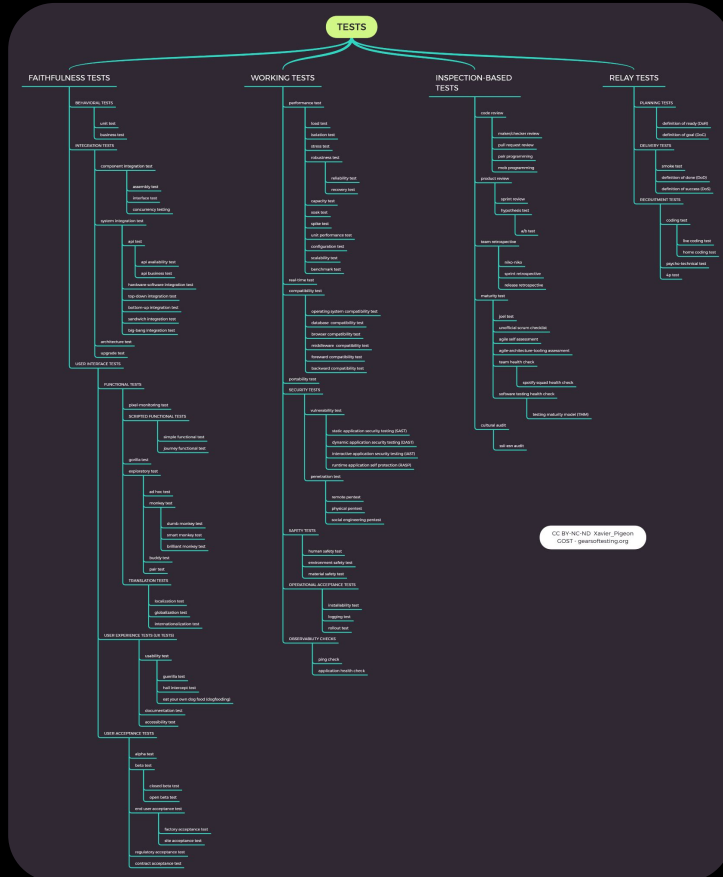 TESTS
FAITHFULNESS TESTS
BEHAVIORAL TESTS
unit test
business test
INTEGRATION TESTS
component integration test
assembly test
interface test
concurrency testing
system integration test
api test
api availability test
api business test
hardware software integration test
top-down integration test
bottom-up integration test
sandwich integration test
big-bang integration test
architecture test
upgrade test
USER INTERFACE TESTS
FUNCTIONAL TESTS
pixel monitoring test
SCRIPTED FUNCTIONAL TESTS
simple functional test
journey functional test
gorilla test
exploratory test
ad hoc test
monkey test
dumb monkey test
smart monkey test
brilliant monkey test
buddy test
pair test
TRANSLATION TESTS
localization test
globalization test
internationalization test
USER EXPERIENCE TESTS (UX TESTS)
usability test
guerilla test
hall intercept test
eat your own dog food (dogfooding)
documentation test
accessibility test
USER ACCEPTANCE TESTS
alpha test
beta test
closed beta test
open beta test
end user acceptance test
factory acceptance test
site acceptance test
regulatory acceptance test
contract acceptance test
WORKING TESTS
performance test
load test
isolation test
stress test
robustness test
reliability test
recovery test
capacity test
soak test
spike test
unit performance test
configuration test
scalability test
benchmark test
real-time test
compatibility test
operating system compatibility test
database compatibility test
browser compatibility test
middleware compatibility test
foreward compatibility test
backward compatibility test
portability test
SECURITY TESTS
vulnerability test
static application security testing (SAST)
dynamic application security testing (DAST)
interactive application security testing (IAST)
runtime application self protection (RASP)
penetration test
remote pentest
physical pentest
social engineering pentest
SAFETY TESTS
human safety test
environment safety test
material safety test
OPERATIONAL ACCEPTANCE TESTS
installability test
logging test
rollout test
OBSERVABILITY CHECKS
ping check
application health check
INSPECTION-BASED
TESTS
code review
maker/checker review
pull request review
pair programming
mob programming
product review
sprint review
hypothesis test
a/b test
team retrospective
niko niko
sprint retrospective
release retrospective
maturity test
joel test
unofficial scrum checklist
agile self assessment
agile-architecture-tooling assessment
team health check
spotify squad health check
software testing health check
testing maturity model (TMM)
cultural audit
soli-zen audit
RELAY TESTS
PLANNING TESTS
definition of ready (DoR)
definition of goal (DoG)
DELIVERY TESTS
smoke test
definition of done (DoD)
definition of success (DoS)
RECRUITMENT TESTS
coding test
live coding test
home coding test
psycho-technical test
4p test
CC BY-NC-ND Xavier_Pigeon
GOST - gearsoftesting.org